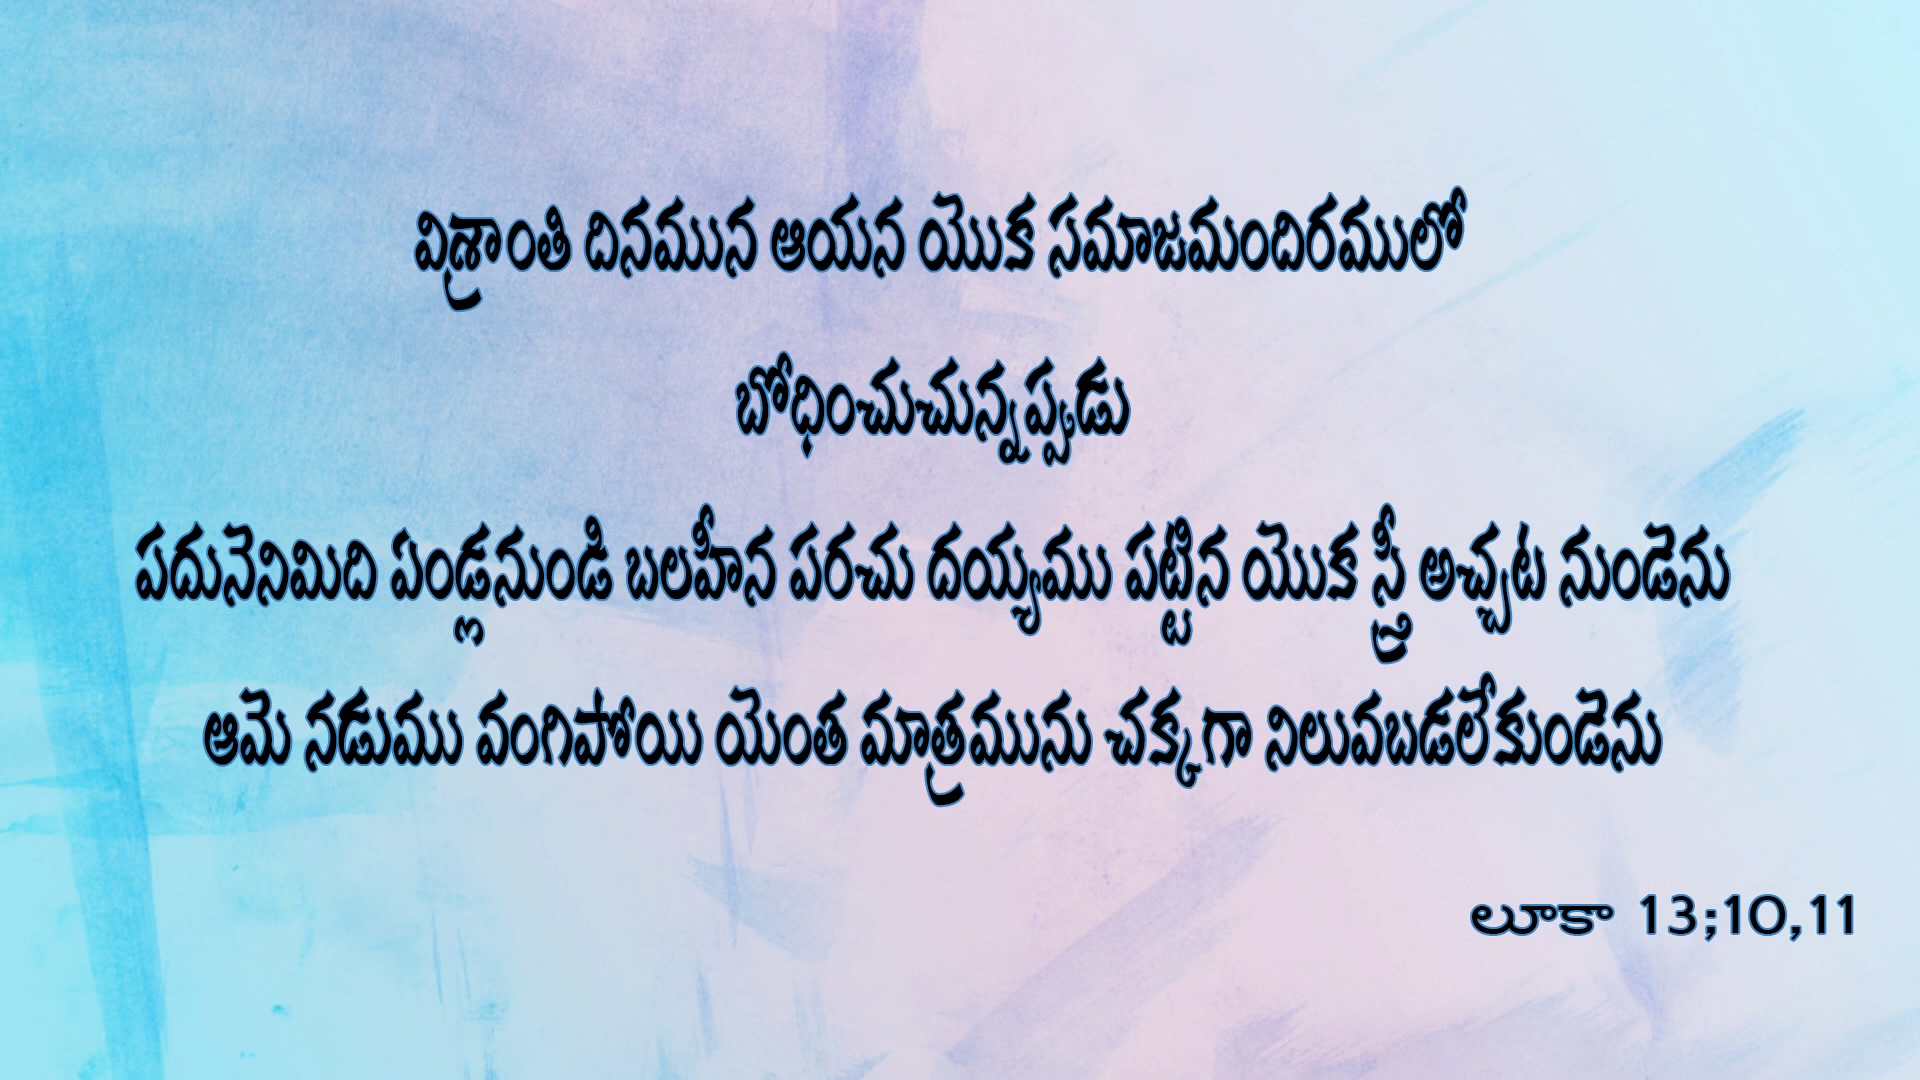 విశ్రాంతి దినమున ఆయన యొక సమాజమందిరములో
బోధించుచున్నప్పడు
పదునెనిమిది ఏండ్లనుండి బలహీన పరచు దయ్యము పట్టిన యొక స్త్రీ అచ్చట నుండెను
ఆమె నడుము వంగిపోయి యెంత మాత్రమును చక్కగా నిలువబడలేకుండెను
లూకా 13;10,11